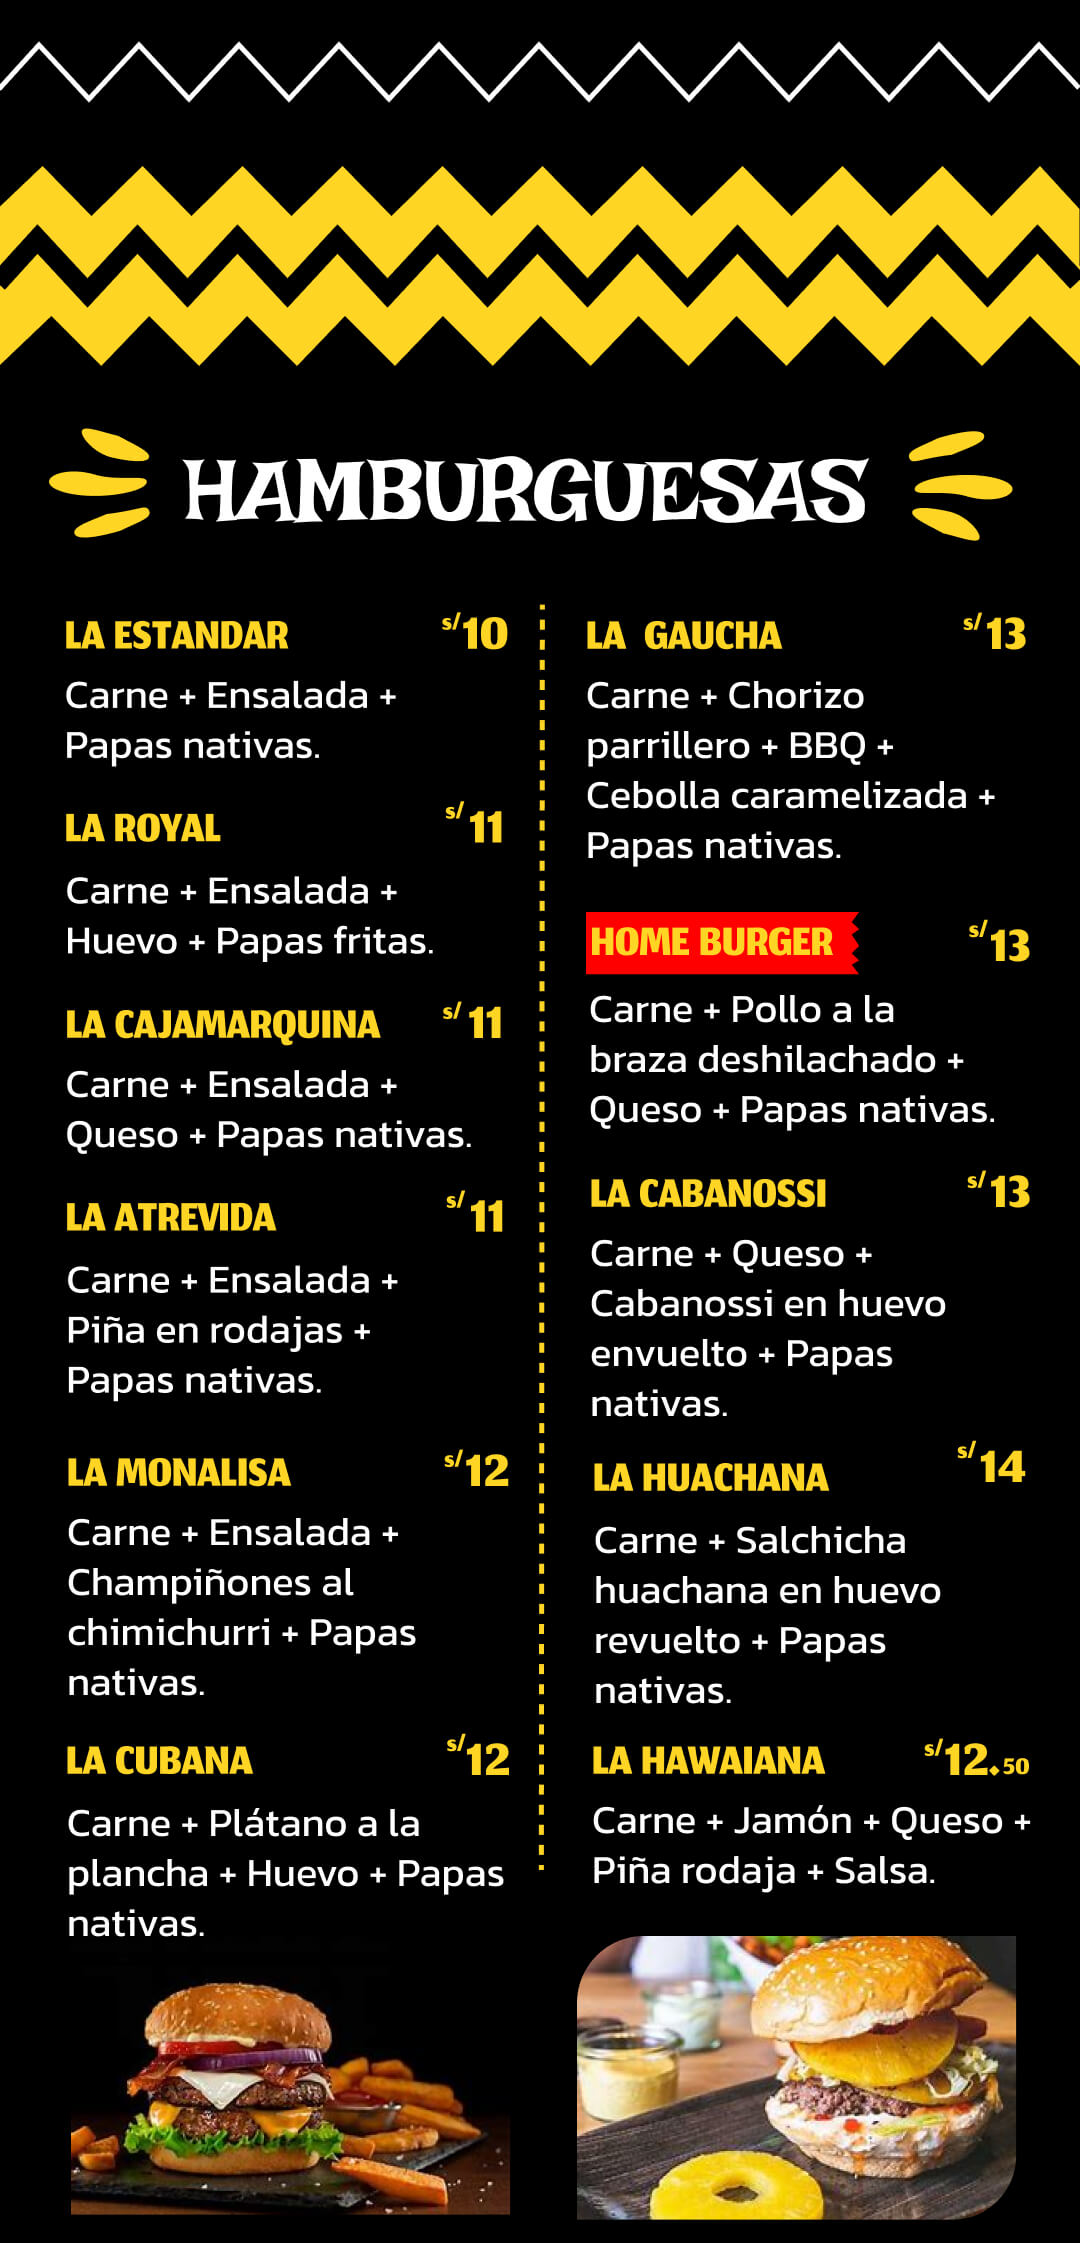 HAMBURGUESAS
LA ESTANDAR s/10
Carne + Ensalada +
Papas nativas.
LA ROYAL s/11
Carne + Ensalada +
Huevo + Papas fritas.
LA CAJAMARQUINA s/11
Carne + Ensalada +
Queso + Papas nativas.
LA ATREVIDA s/11
Carne + Ensalada +
Piña en rodajas +
Papas nativas.
LA MONALISA s/12
Carne + Ensalada +
Champiñones al
chimichurri + Papas
nativas.
LA CUBANA s/12
Carne + Plátano a la
plancha + Huevo + Papas
nativas.
LA GAUCHA s/13
Carne + Chorizo
parrillero + BBQ +
Cebolla caramelizada +
Papas nativas.
HOME BURGER s/13
Carne + Pollo a la
braza deshilachado +
Queso + Papas nativas.
LA CABANOSSI s/13
Carne + Queso +
Cabanossi en huevo
envuelto + Papas
nativas.
LA HUACHANA s/14
Carne + Salchicha
huachana en huevo
revuelto + Papas
nativas.
LA HAWAIANA s/12.50
Carne + Jamón + Queso +
Piña rodaja + Salsa.